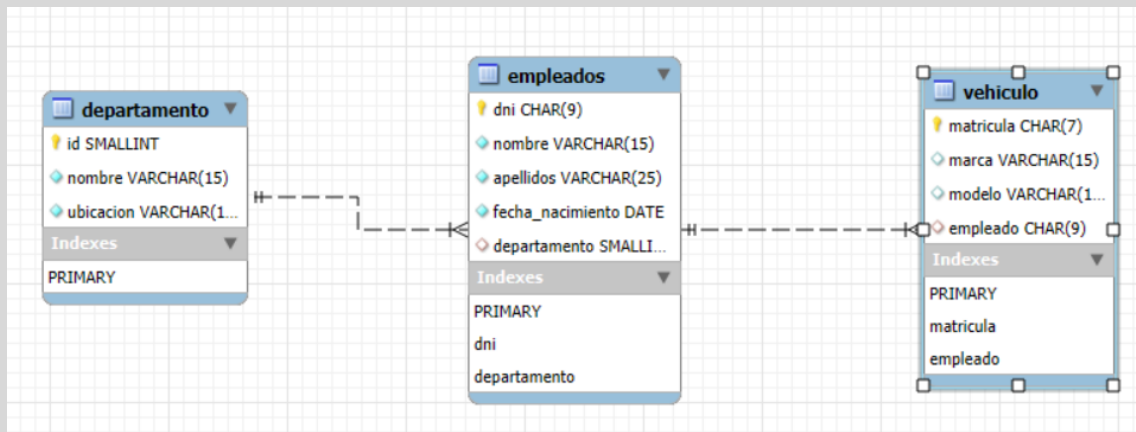 departamento
id SMALLINT
nombre VARCHAR(15)
ubicacion VARCHAR(1...
Indexes
PRIMARY
empleados
dni CHAR(9)
nombre VARCHAR(15)
apellidos VARCHAR(25)
fecha_nacimiento DATE
departamento SMALLI...
Indexes
PRIMARY
dni
departamento
vehiculo
matricula CHAR(7)
marca VARCHAR(15)
modelo VARCHAR(1...
empleado CHAR(9)
Indexes
PRIMARY
matricula
empleado